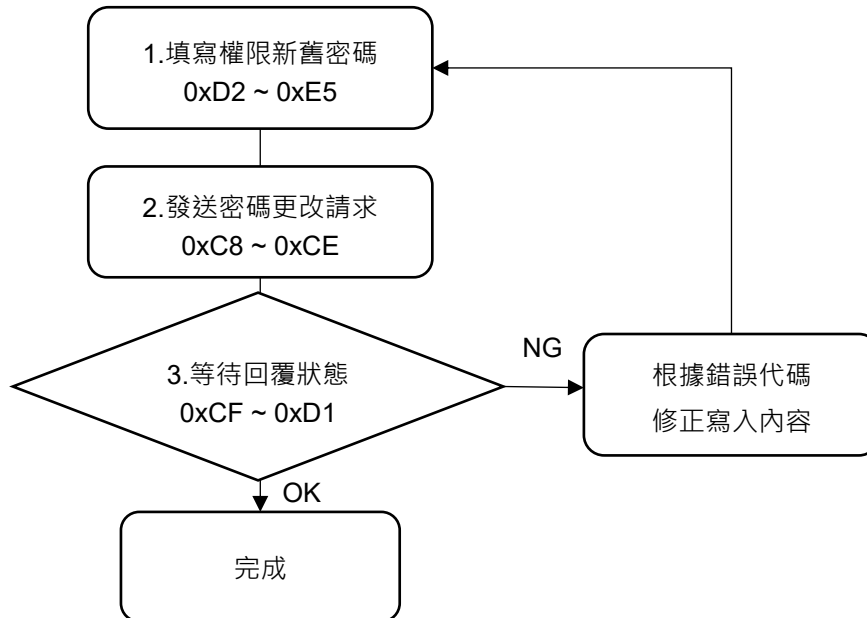 1.填寫權限新舊密碼
0xD2 ~ 0xE5
2.發送密碼更改請求
0xC8 ~ 0xCE
3.等待回覆狀態
0xCF ~ 0xD1
NG
根據錯誤代碼
修正寫入內容
OK
完成